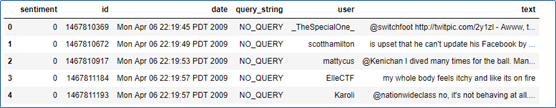 sentiment id date query_string user text
0 0 1467810369 Mon Apr 06 22:19:45 PDT 2009 NO_QUERY _TheSpecialOne_ @switchfoot http://twitpic.com/2y1zl - Awww, t...
1 0 1467810672 Mon Apr 06 22:19:49 PDT 2009 NO_QUERY scotthamilton is upset that he can't update his Facebook by ...
2 0 1467810917 Mon Apr 06 22:19:53 PDT 2009 NO_QUERY mattycus @Kenichan I dived many times for the ball. Man...
3 0 1467811184 Mon Apr 06 22:19:57 PDT 2009 NO_QUERY ElleCTF my whole body feels itchy and like its on fire
4 0 1467811193 Mon Apr 06 22:19:57 PDT 2009 NO_QUERY Karoli @nationwideclass no, it's not behaving at all....